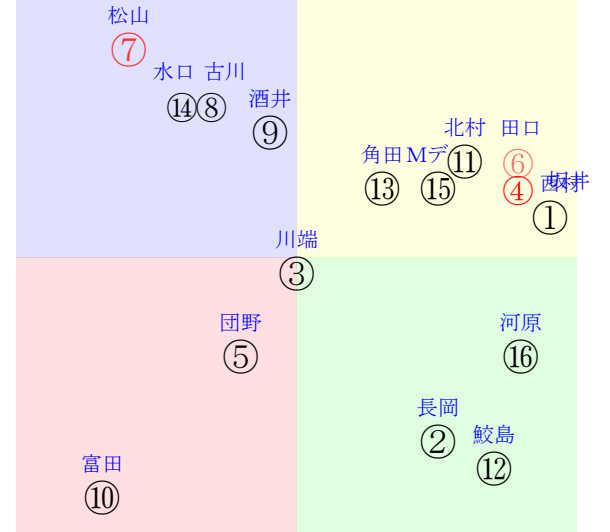 松山
⑦
水口 古川
⑭⑧
酒井
⑨
北村 田口
⑪ ⑥
角田 Mデ
⑬ ⑮ ④
①
川端
③
団野
⑤
河原
⑯
長岡
②
鮫島
⑫
富田
⑩